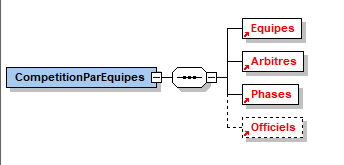 Equipes
Arbitres
CompetitionParEquipes
Phases
Officiels